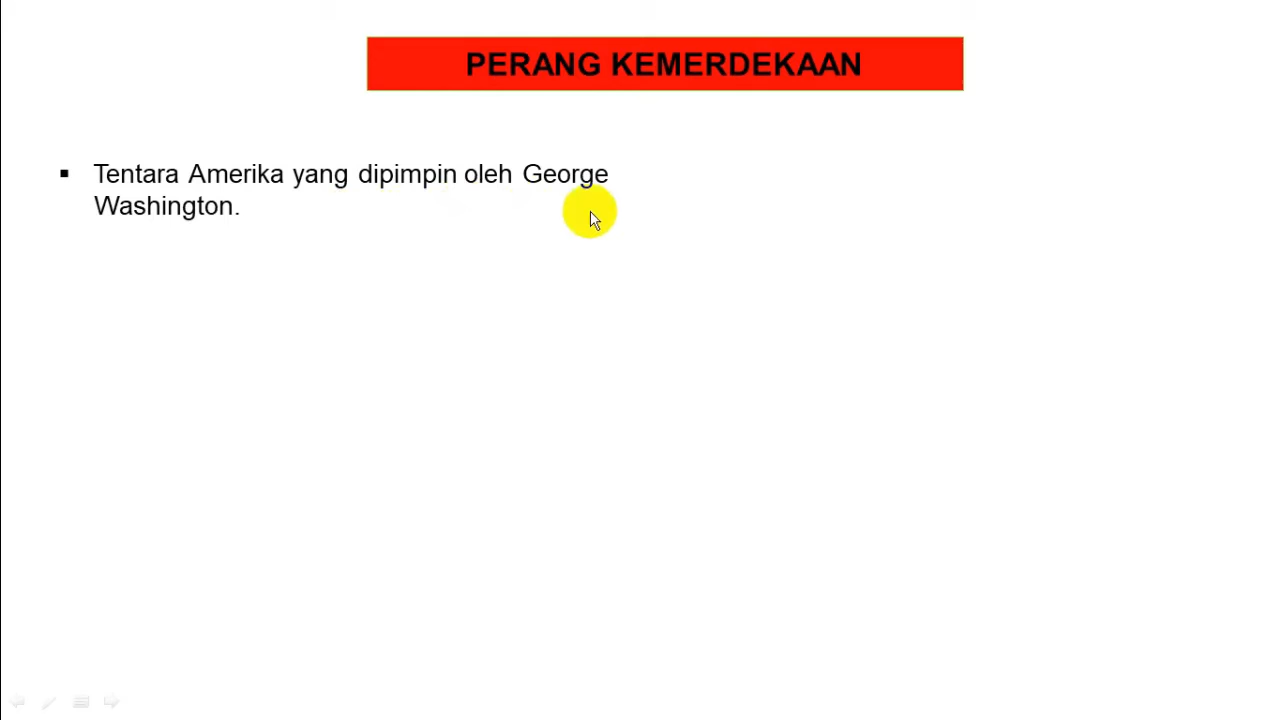 PERANG KEMERDEKAAN
▪ Tentara Amerika yang dipimpin oleh George
Washington.